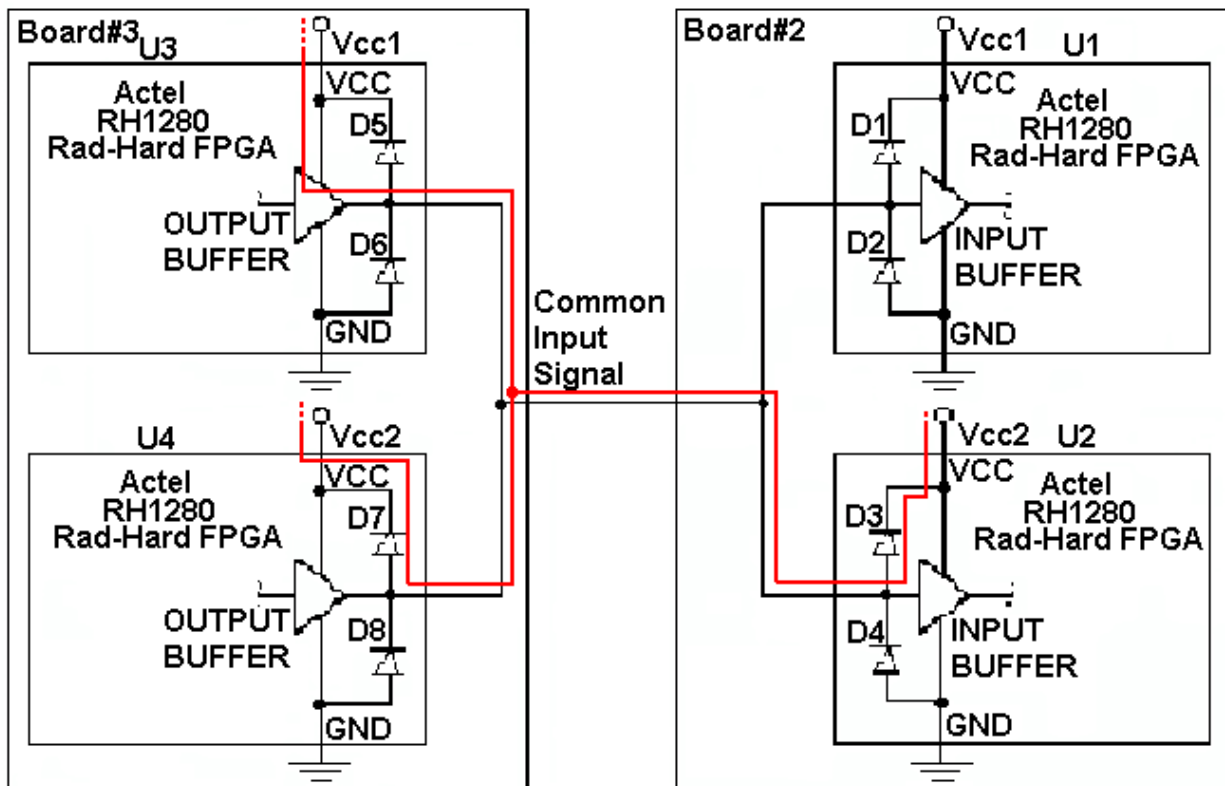 Board#3
U3
Vcc1
VCC
Actel
RH1280
Rad-Hard FPGA
D5
OUTPUT
BUFFER
D6
GND
U4
Vcc2
VCC
Actel
RH1280
Rad-Hard FPGA
D7
OUTPUT
BUFFER
D8
GND
Common
Input
Signal
Board#2
Vcc1
U1
VCC
Actel
RH1280
Rad-Hard FPGA
D1
D2
INPUT
BUFFER
GND
Vcc2
U2
VCC
Actel
RH1280
Rad-Hard FPGA
D3
D4
INPUT
BUFFER
GND